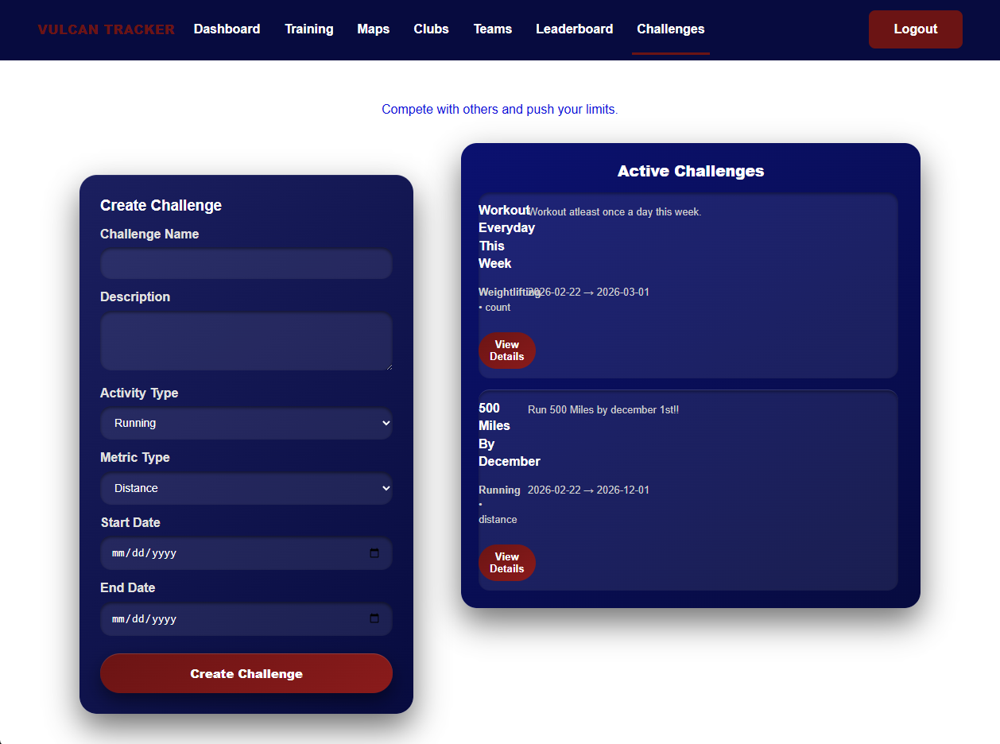 VULCAN TRACKER Dashboard Training Maps Clubs Teams Leaderboard Challenges Logout
Compete with others and push your limits.
Create Challenge
Challenge Name
Description
Activity Type
Running
Metric Type
Distance
Start Date
mm/dd/yyyy
End Date
mm/dd/yyyy
Create Challenge
Active Challenges
Workout
Everyday
This
Week
Workout atleast once a day this week.
Weightlifting
• count
2026-02-22 → 2026-03-01
View
Details
500
Miles
By
December
Run 500 Miles by december 1st!!
Running
•
distance
2026-02-22 → 2026-12-01
View
Details